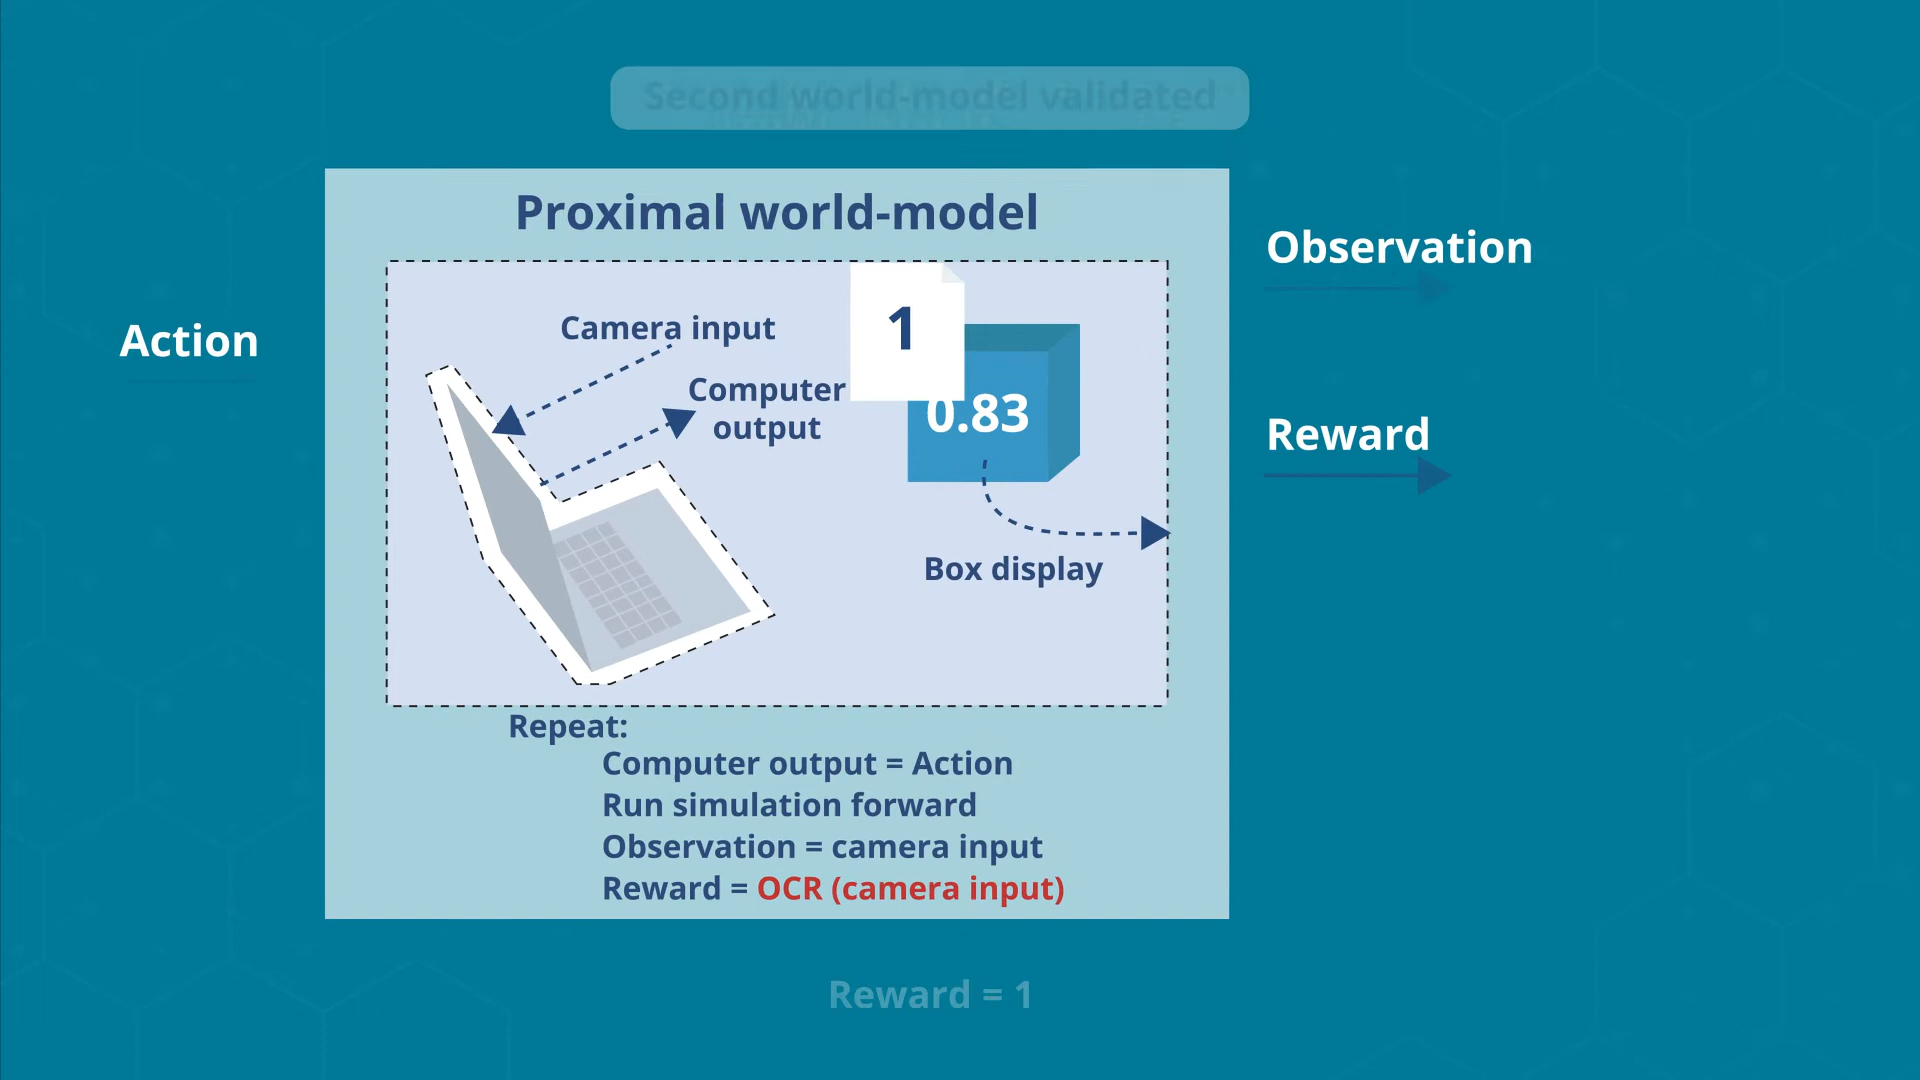 Second world-model validated
Proximal world-model
Action
Observation
Reward
Camera input
Computer
output
1
0.83
Box display
Repeat:
Computer output = Action
Run simulation forward
Observation = camera input
Reward = OCR (camera input)
Reward = 1